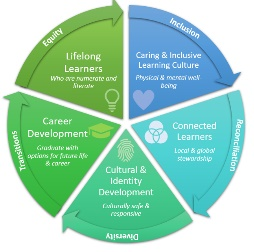 Equity
Inclusion
Lifelong
Learners
Who are numerate and
literate
Caring & Inclusive
Learning Culture
Physical & mental well
being
Career
Development
Graduate with
options for future life
& career
Connected
Learners
Local & global
stewardship
Cultural &
Identity
Development
Culturally safe &
responsive
Transitions
Reconciliation
Diversity